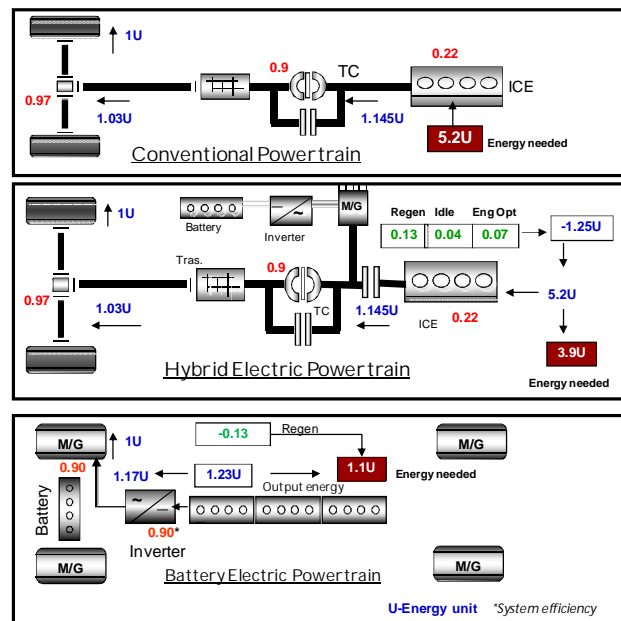 1U
0.97
1.03U
0.9
TC
1.145U
0.22
ICE
5.2U
Energy needed
Conventional Powertrain
1U
Battery
Inverter
M/G
Regen Idle Eng Opt
0.13 0.04 0.07
-1.25U
Tras.
0.9
TC
0.97
1.03U
1.145U
ICE
0.22
5.2U
3.9U
Energy needed
Hybrid Electric Powertrain
M/G
1U
-0.13
Regen
M/G
0.90
1.17U
1.23U
1.1U
Energy needed
Output energy
Battery
0.90*
Inverter
M/G
M/G
Battery Electric Powertrain
U-Energy unit *System efficiency